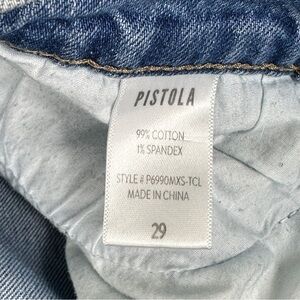 PISTOLA
99% COTTON
1% SPANDEX
STYLE # P6990MXS-TCL
MADE IN CHINA
29